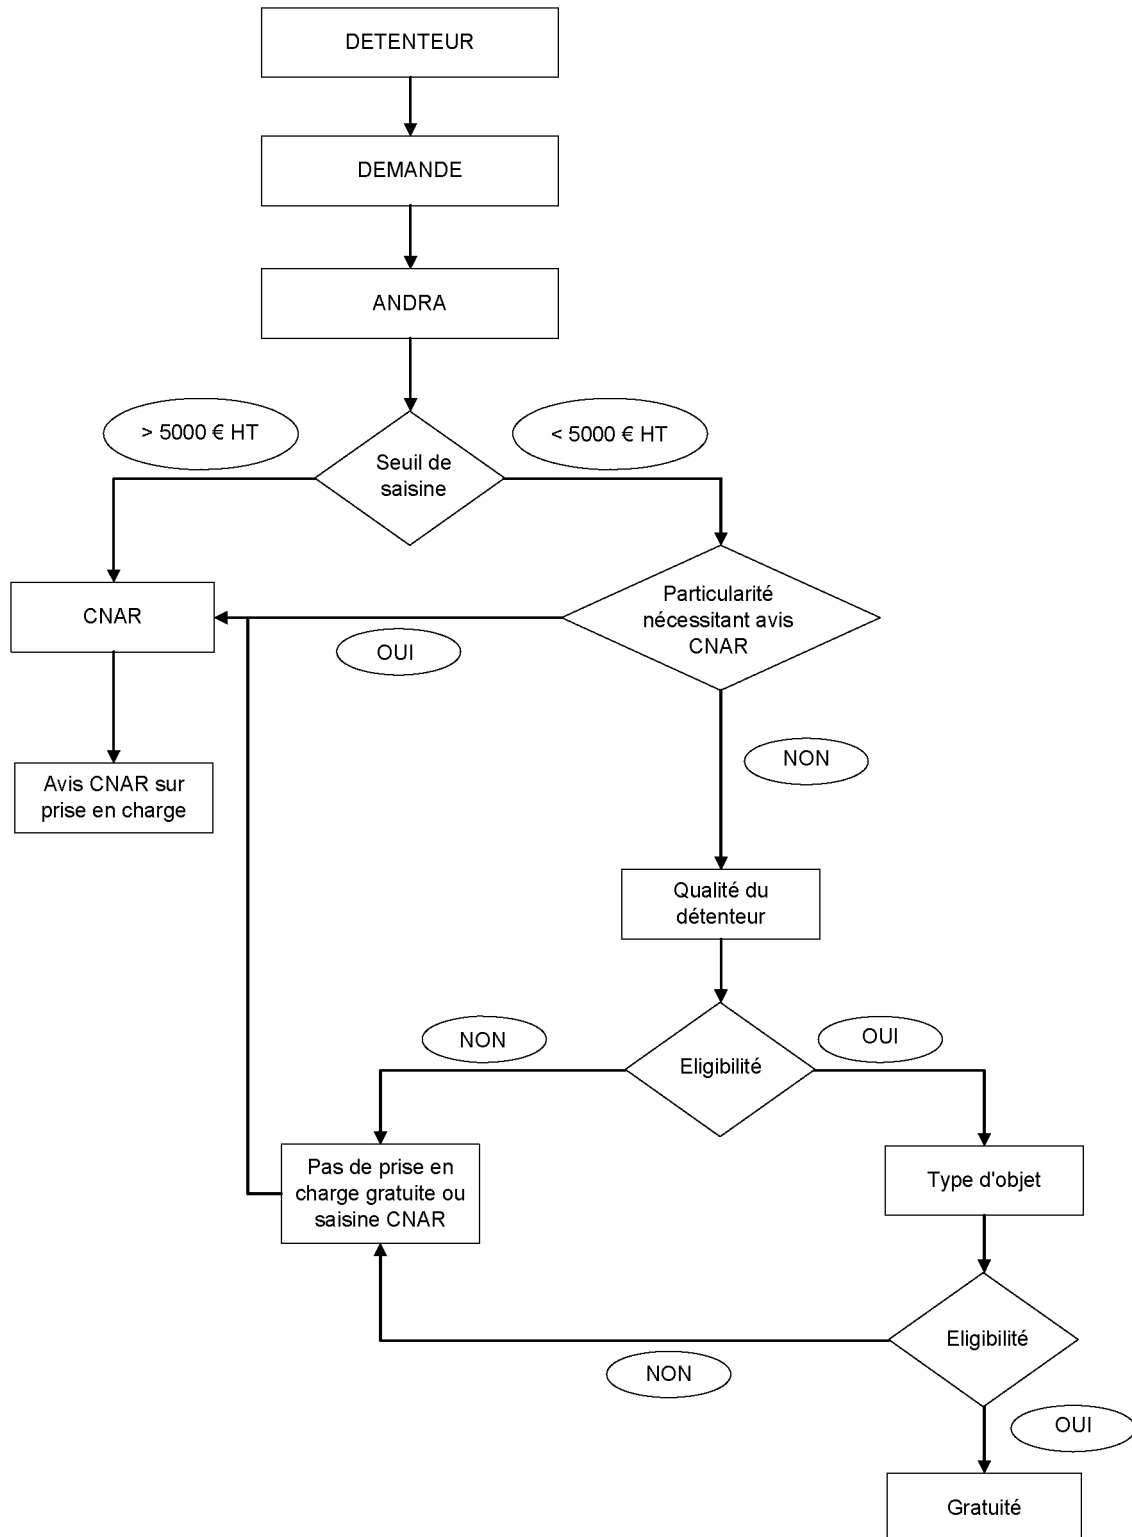 DETENTEUR
DEMANDE
ANDRA
> 5000 € HT
< 5000 € HT
Seuil de
saisine
Particularité
nécessitant avis
CNAR
CNAR
OUI
NON
Avis CNAR sur
prise en charge
Qualité du
détenteur
NON
OUI
Eligibilité
Pas de prise en
charge gratuite ou
saisine CNAR
Type d'objet
Eligibilité
NON
OUI
Gratuité